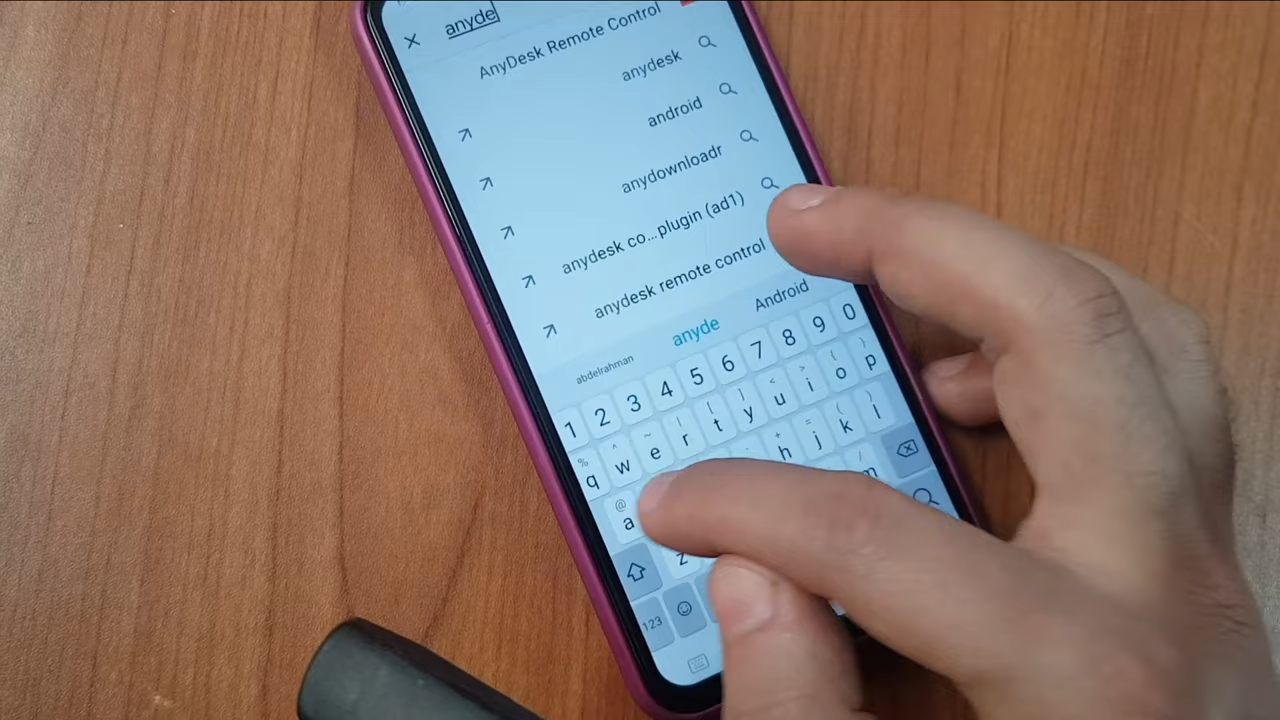 anyde
AnyDesk Remote Control
anydesk
android
anydownloadr
anydesk co...plugin (ad1)
anydesk remote control
abdelrahman anyde Android
1 2 3 4 5 6 7 8 9 0
% ^ ~ | [ ] < > ( )
q w e r t y u i o p
@ + = ( )
a h j k l
/
z m
123